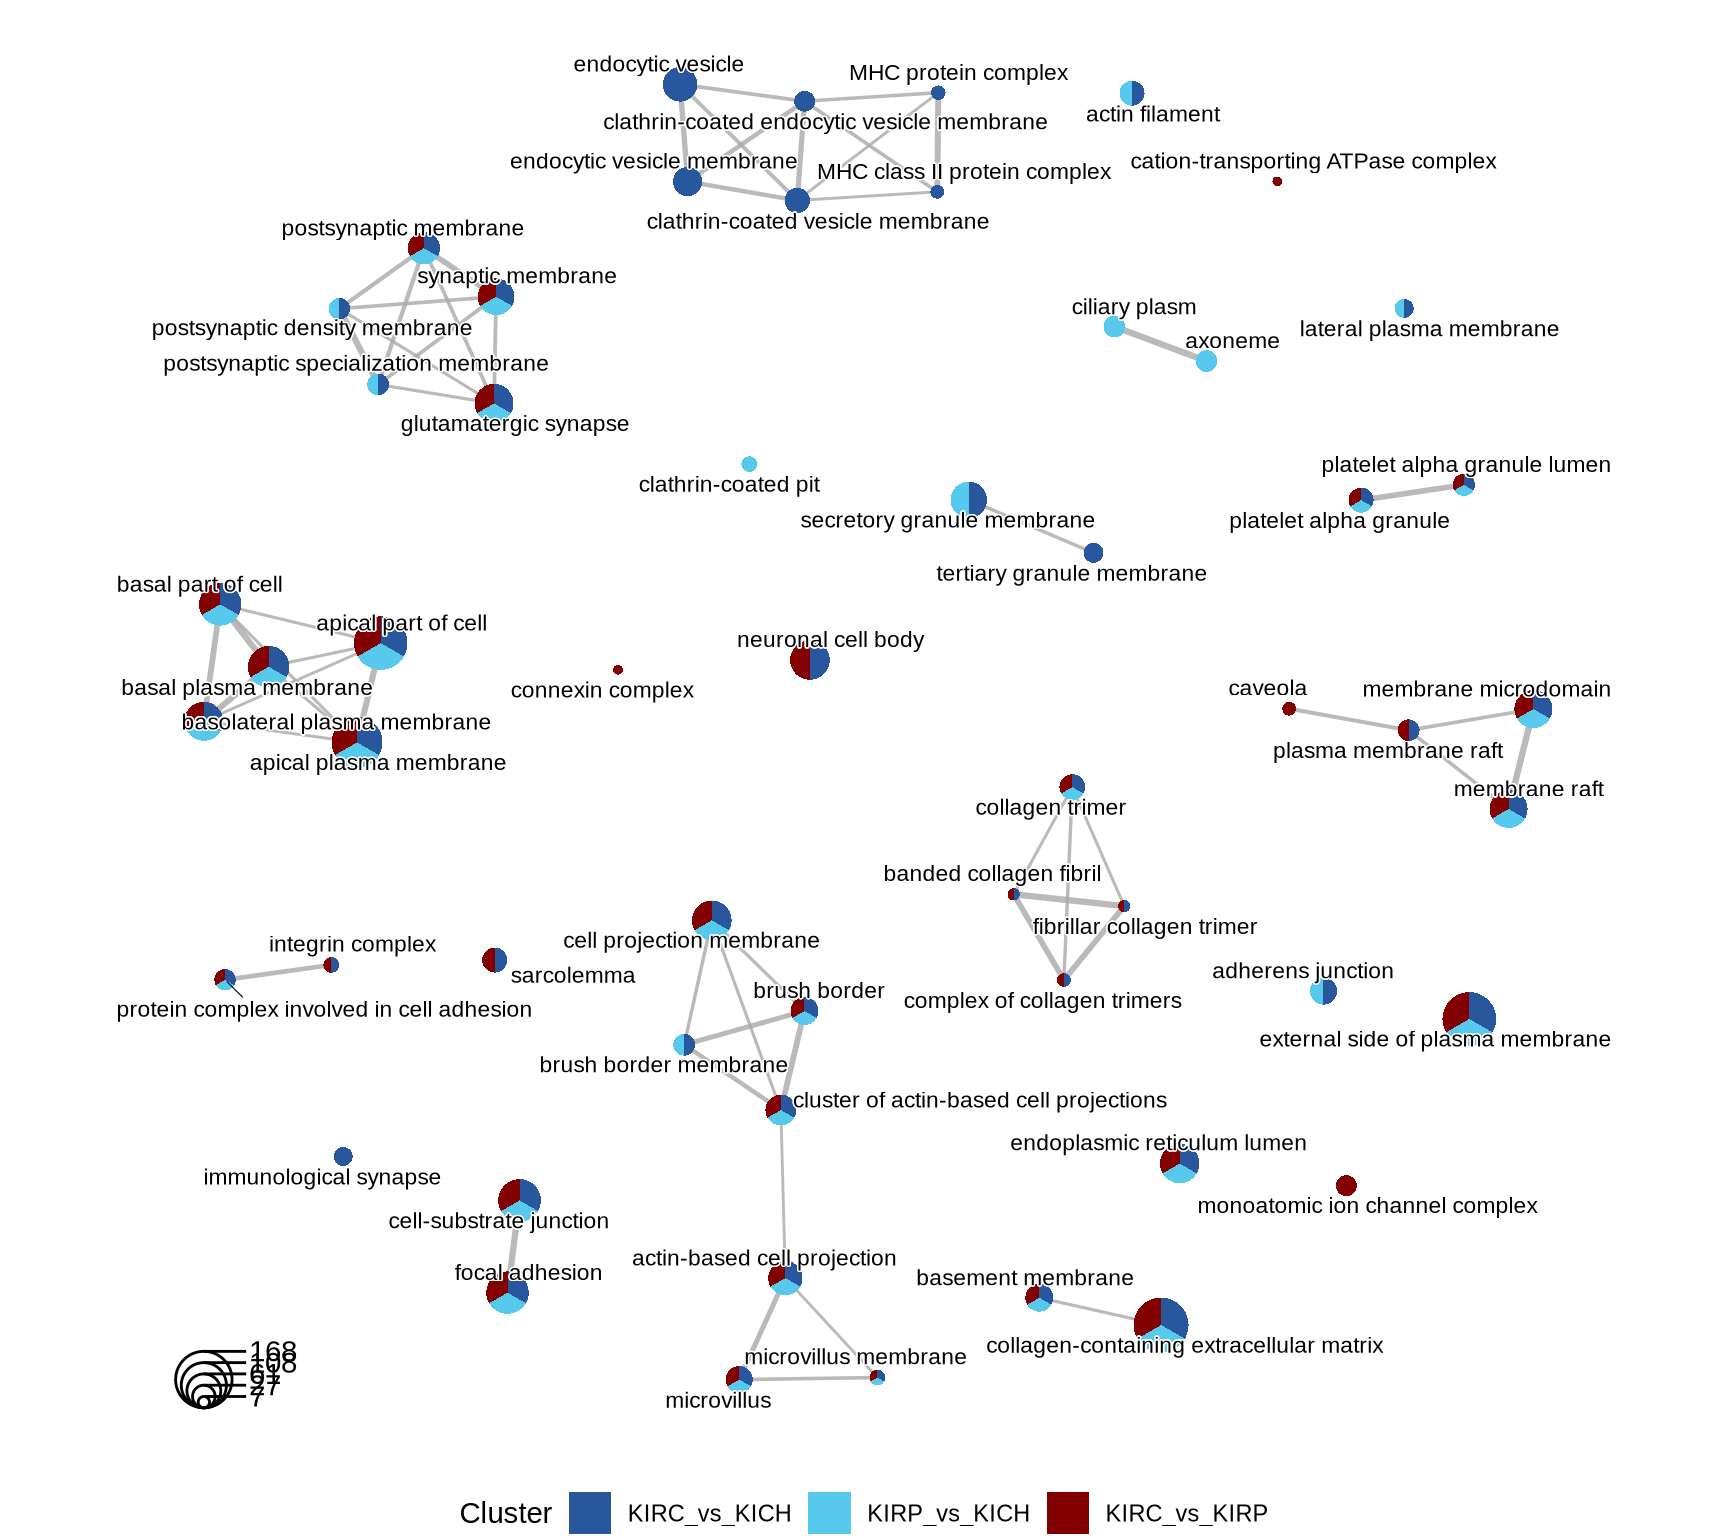 endocytic vesicle
MHC protein complex
actin filament
clathrin-coated endocytic vesicle membrane
endocytic vesicle membrane
MHC class II protein complex
cation-transporting ATPase complex
clathrin-coated vesicle membrane
postsynaptic membrane
synaptic membrane
postsynaptic density membrane
postsynaptic specialization membrane
glutamatergic synapse
ciliary plasm
axoneme
lateral plasma membrane
clathrin-coated pit
secretory granule membrane
tertiary granule membrane
platelet alpha granule lumen
platelet alpha granule
basal part of cell
apical part of cell
basal plasma membrane
basolateral plasma membrane
apical plasma membrane
connexin complex
neuronal cell body
caveola
membrane microdomain
plasma membrane raft
membrane raft
collagen trimer
banded collagen fibril
fibrillar collagen trimer
complex of collagen trimers
integrin complex
protein complex involved in cell adhesion
sarcolemma
cell projection membrane
brush border
brush border membrane
cluster of actin-based cell projections
adherens junction
external side of plasma membrane
immunological synapse
cell-substrate junction
focal adhesion
endoplasmic reticulum lumen
monoatomic ion channel complex
actin-based cell projection
microvillus membrane
microvillus
basement membrane
collagen-containing extracellular matrix
168
108
61
27
7
Cluster
KIRC_vs_KICH
KIRP_vs_KICH
KIRC_vs_KIRP